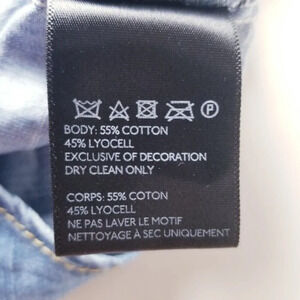 P
BODY: 55% COTTON
45% LYOCELL
EXCLUSIVE OF DECORATION
DRY CLEAN ONLY
CORPS: 55% COTON
45% LYOCELL
NE PAS LAVER LE MOTIF
NETTOYAGE À SEC UNIQUEMENT